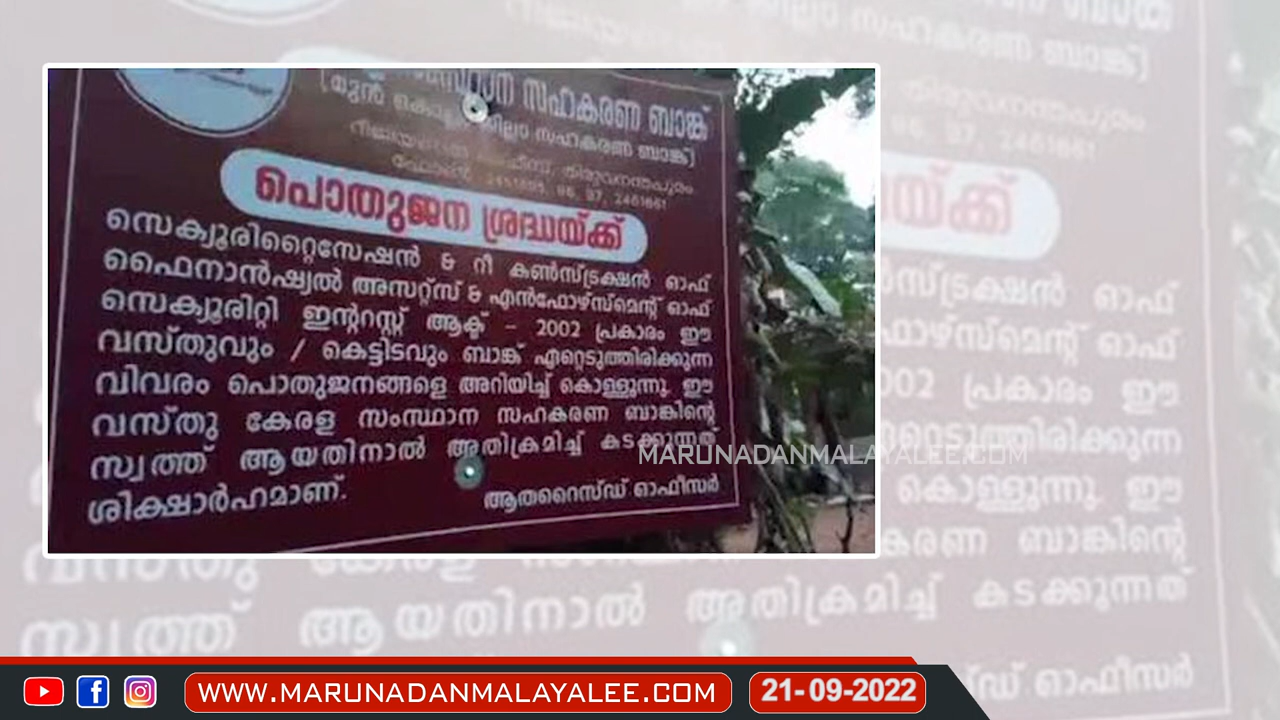 സഹകരണ ബാങ്ക്
(മുൻ കൊല്ലം ജില്ലാ സഹകരണ ബാങ്ക്)
തിരുവനന്തപുരം
96, 97, 2461661
പൊതുജന ശ്രദ്ധയ്ക്ക്
സെക്യൂരിറ്റൈസേഷൻ & റീ കൺസ്ട്രക്ഷൻ ഓഫ്
ഫൈനാൻഷ്യൽ അസറ്റ്സ് & എൻഫോഴ്സ്മെന്റ് ഓഫ്
സെക്യൂരിറ്റി ഇന്ററസ്റ്റ് ആക്ട് - 2002 പ്രകാരം ഈ
വസ്തുവും / കെട്ടിടവും ബാങ്ക് ഏറ്റെടുത്തിരിക്കുന്ന
വിവരം പൊതുജനങ്ങളെ അറിയിച്ച് കൊള്ളുന്നു. ഈ
വസ്തു കേരള സംസ്ഥാന സഹകരണ ബാങ്കിന്റെ
സ്വത്ത് ആയതിനാൽ അതിക്രമിച്ച് കടക്കുന്നത്
ശിക്ഷാർഹമാണ്.
ആതറൈസ്ഡ് ഓഫീസർ
MARUNADANMALAYALEE.COM
WWW.MARUNADANMALAYALEE.COM
21-09-2022